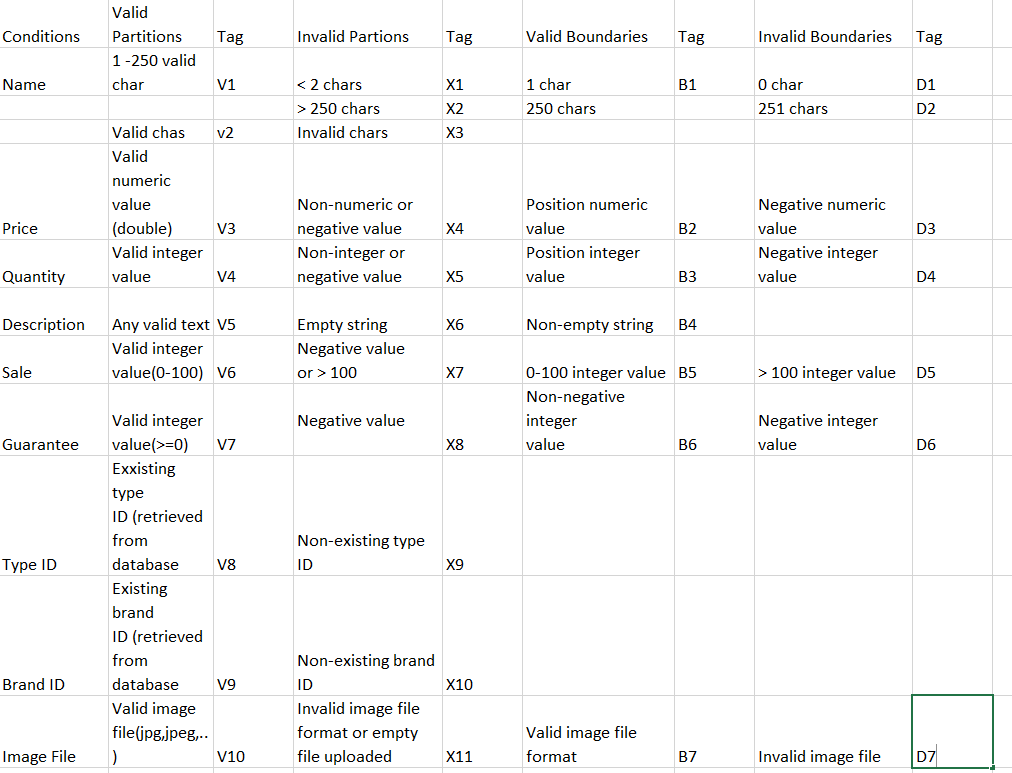 Conditions Valid Partitions Tag Invalid Partions Tag Valid Boundaries Tag Invalid Boundaries Tag
Name 1 -250 valid char V1 < 2 chars X1 1 char B1 0 char D1
> 250 chars X2 250 chars 251 chars D2
Valid chas v2 Invalid chars X3
Price Valid numeric value (double) V3 Non-numeric or negative value X4 Position numeric value B2 Negative numeric value D3
Quantity Valid integer value V4 Non-integer or negative value X5 Position integer value B3 Negative integer value D4
Description Any valid text V5 Empty string X6 Non-empty string B4
Sale Valid integer value(0-100) V6 Negative value or > 100 X7 0-100 integer value B5 > 100 integer value D5
Guarantee Valid integer value(>=0) V7 Negative value X8 Non-negative integer value B6 Negative integer value D6
Type ID Exxisting type ID (retrieved from database V8 Non-existing type ID X9
Brand ID Existing brand ID (retrieved from database V9 Non-existing brand ID X10
Image File Valid image file(jpg,jpeg,.. ) V10 Invalid image file format or empty file uploaded X11 Valid image file format B7 Invalid image file D7